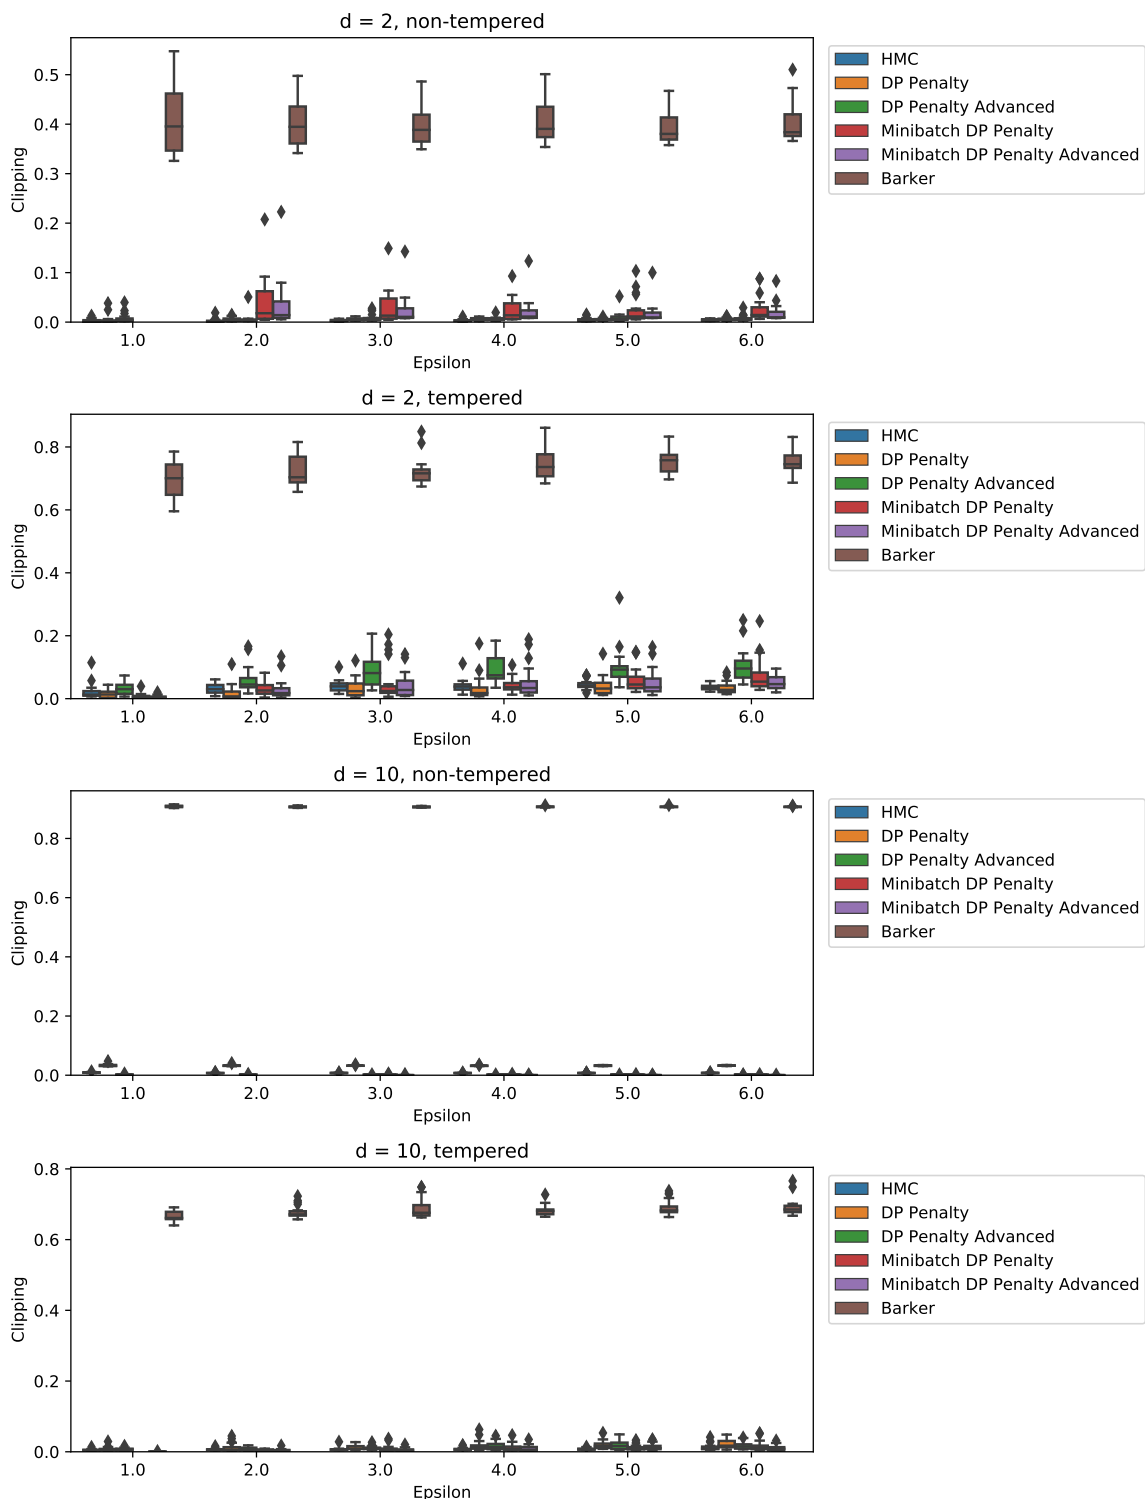 d = 2, non-tempered
0.5
0.4
0.3
0.2
0.1
0.0
Clipping
1.0 2.0 3.0 4.0 5.0 6.0
Epsilon
HMC
DP Penalty
DP Penalty Advanced
Minibatch DP Penalty
Minibatch DP Penalty Advanced
Barker
d = 2, tempered
0.8
0.6
0.4
0.2
0.0
Clipping
1.0 2.0 3.0 4.0 5.0 6.0
Epsilon
HMC
DP Penalty
DP Penalty Advanced
Minibatch DP Penalty
Minibatch DP Penalty Advanced
Barker
d = 10, non-tempered
0.8
0.6
0.4
0.2
0.0
Clipping
1.0 2.0 3.0 4.0 5.0 6.0
Epsilon
HMC
DP Penalty
DP Penalty Advanced
Minibatch DP Penalty
Minibatch DP Penalty Advanced
Barker
d = 10, tempered
0.8
0.6
0.4
0.2
0.0
Clipping
1.0 2.0 3.0 4.0 5.0 6.0
Epsilon
HMC
DP Penalty
DP Penalty Advanced
Minibatch DP Penalty
Minibatch DP Penalty Advanced
Barker